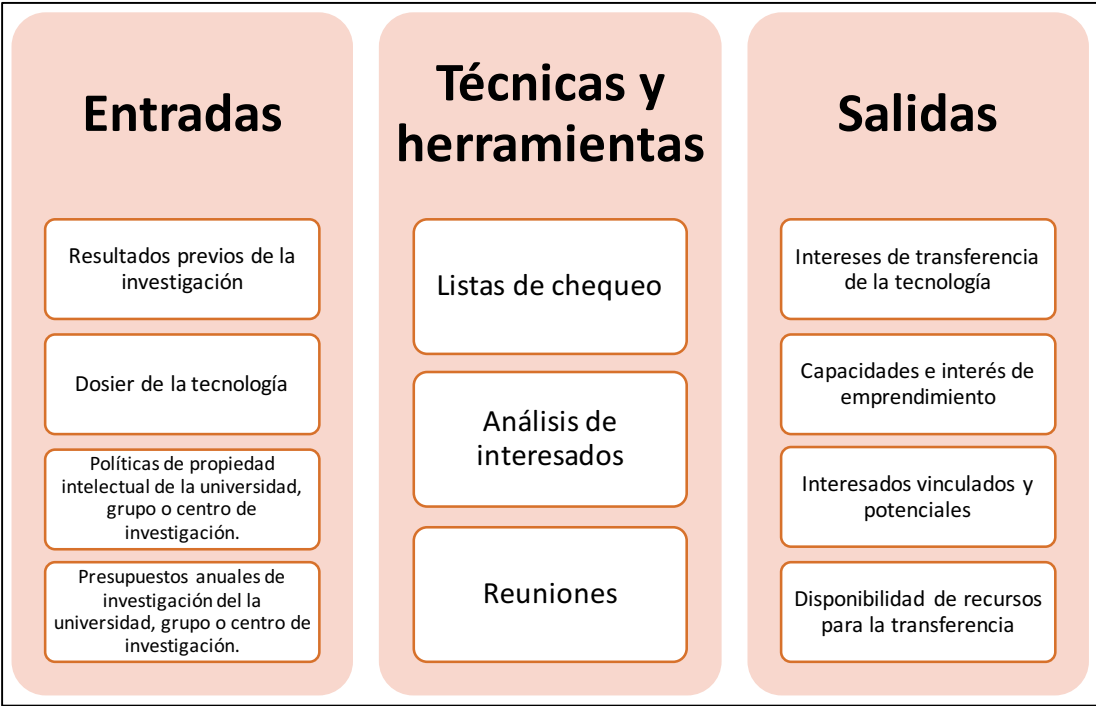 Entradas
Resultados previos de la
investigación
Dosier de la tecnología
Políticas de propiedad
intelectual de la universidad,
grupo o centro de
investigación.
Presupuestos anuales de
investigación del la
universidad, grupo o centro de
investigación.
Técnicas y
herramientas
Listas de chequeo
Análisis de
interesados
Reuniones
Salidas
Intereses de transferencia
de la tecnología
Capacidades e interés de
emprendimiento
Interesados vinculados y
potenciales
Disponibilidad de recursos
para la transferencia